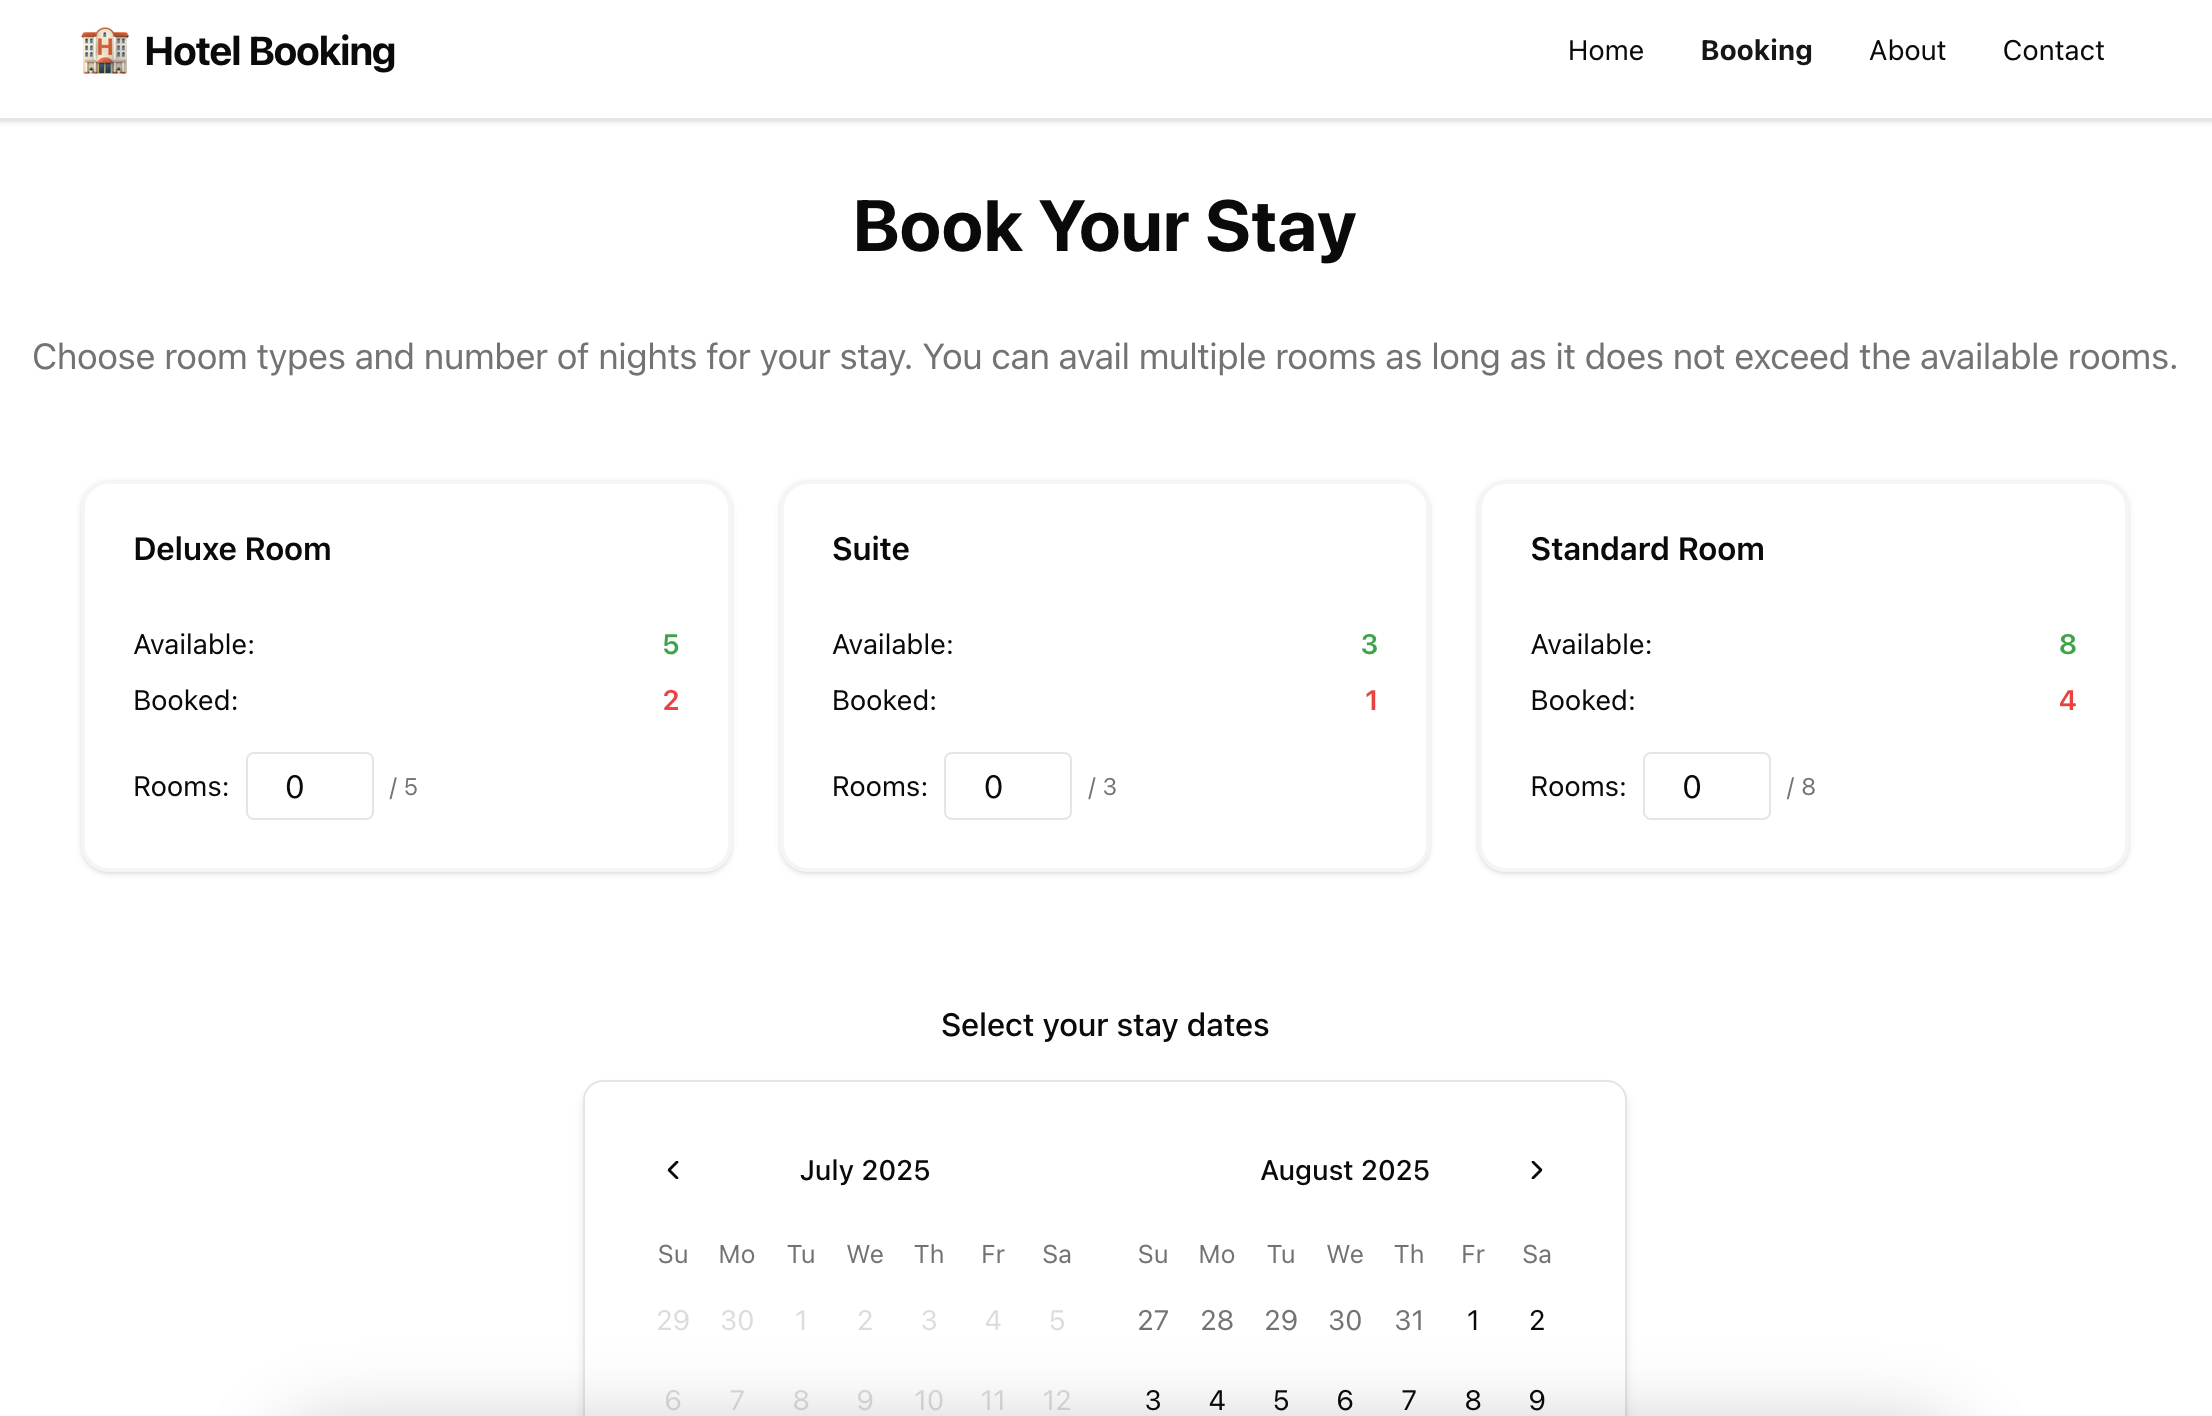 Hotel Booking
Home Booking About Contact
Book Your Stay
Choose room types and number of nights for your stay. You can avail multiple rooms as long as it does not exceed the available rooms.
Deluxe Room
Available: 5
Booked: 2
Rooms: 0 / 5
Suite
Available: 3
Booked: 1
Rooms: 0 / 3
Standard Room
Available: 8
Booked: 4
Rooms: 0 / 8
Select your stay dates
July 2025
Su Mo Tu We Th Fr Sa
29 30 1 2 3 4 5
6 7 8 9 10 11 12
August 2025
Su Mo Tu We Th Fr Sa
27 28 29 30 31 1 2
3 4 5 6 7 8 9